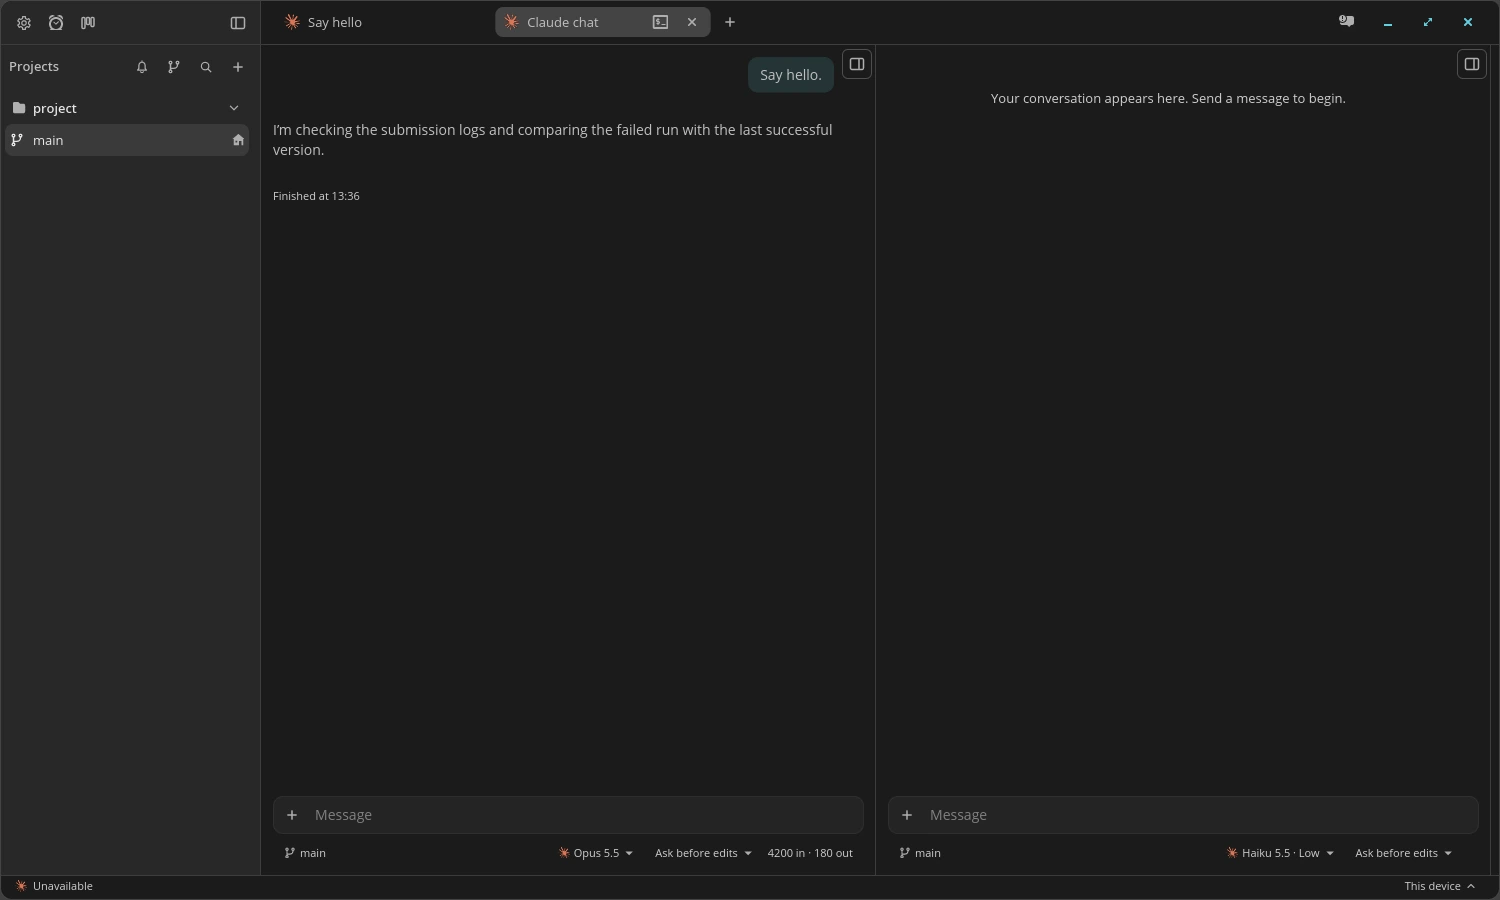 Say hello
Claude chat
Projects
project
main
Say hello.
I'm checking the submission logs and comparing the failed run with the last successful
version.
Finished at 13:36
Message
main
Opus 5.5
Ask before edits
4200 in · 180 out
Your conversation appears here. Send a message to begin.
Message
main
Haiku 5.5 · Low
Ask before edits
Unavailable
This device